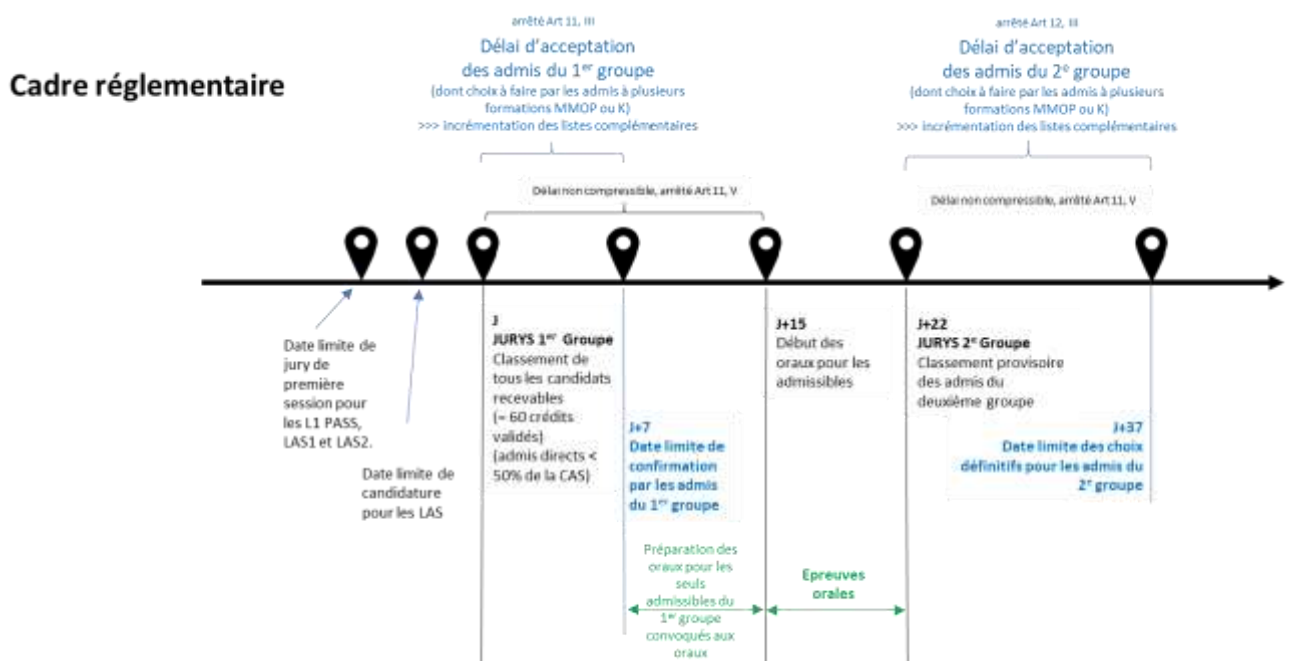 Cadre réglementaire
arrêté Art 11, III
Délai d'acceptation
des admis du 1er groupe
(dont choix à faire par les admis à plusieurs
formations MMOP ou K)
>>> incrémentation des listes complémentaires
arrêté Art 12, III
Délai d'acceptation
des admis du 2e groupe
(dont choix à faire par les admis à plusieurs
formations MMOP ou K)
>>> incrémentation des listes complémentaires
Délai non compressible, arrêté Art 11, V
Délai non compressible, arrêté Art 11, V
Date limite de
jury de
première
session pour
les L1 PASS,
LAS1 et LAS2.
Date limite de
candidature
pour les LAS
J
JURYS 1er Groupe
Classement de
tous les candidats
recevables
(= 60 crédits
validés)
(admis directs <
50% de la CAS)
J+7
Date limite de
confirmation
par les admis
du 1er groupe
J+15
Début des
oraux pour les
admissibles
J+22
JURYS 2e Groupe
Classement provisoire
des admis du
deuxième groupe
J+37
Date limite des choix
définitifs pour les admis du
2e groupe
Préparation des
oraux pour les
seuls
admissibles du
1er groupe
convoqués aux
oraux
Epreuves
orales